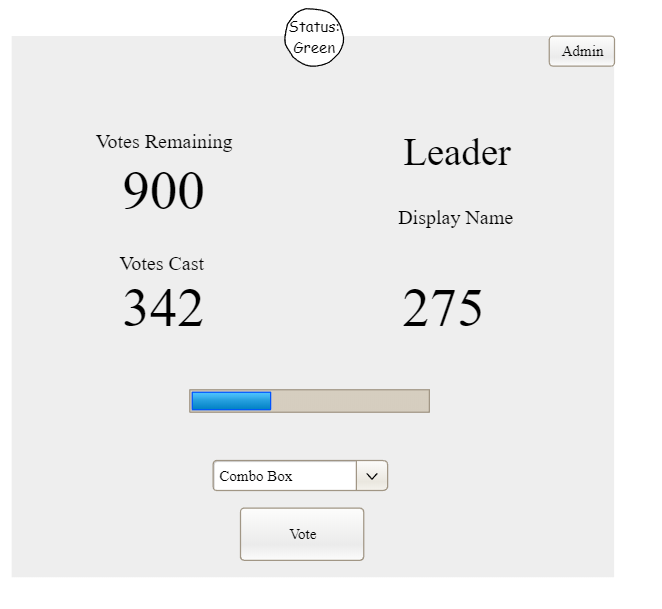 Status:
Green
Admin
Votes Remaining
900
Leader
Display Name
Votes Cast
342
275
Combo Box
Vote